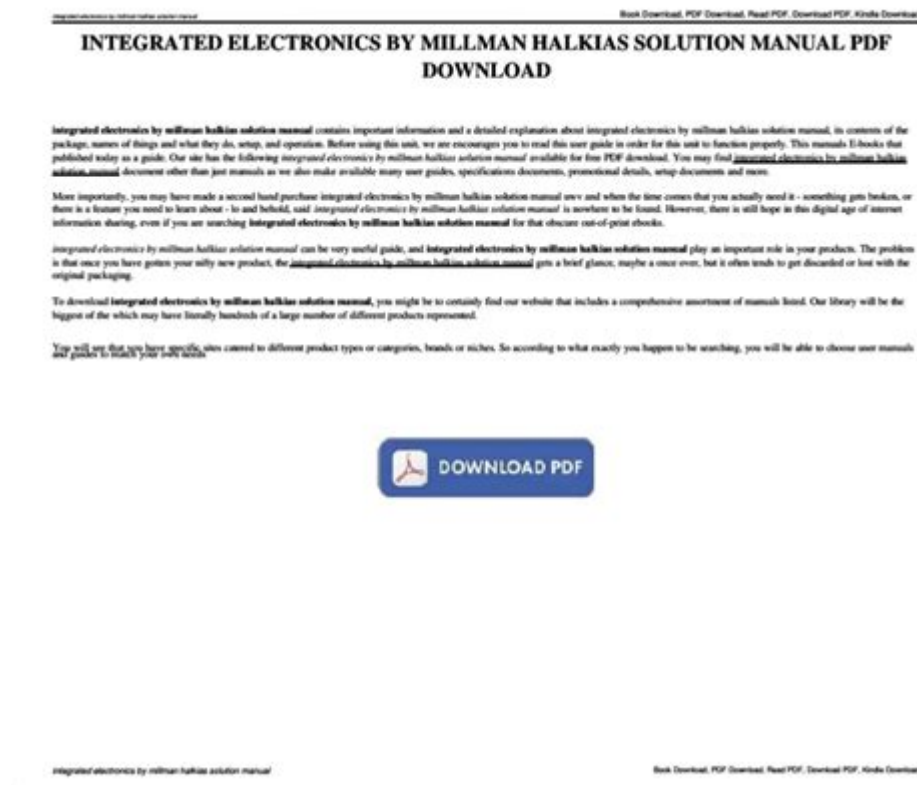 integrated electronics by millman halkias solution manual
Book Download, PDF Download, Read PDF, Download PDF, Kindle Download
INTEGRATED ELECTRONICS BY MILLMAN HALKIAS SOLUTION MANUAL PDF
DOWNLOAD
integrated electronics by millman halkias solution manual contains important information and a detailed explanation about integrated electronics by millman halkias solution manual, its contents of the
package, names of things and what they do, setup, and operation. Before using this unit, we are encourages you to read this user guide in order for this unit to function properly. This manuals E-books that
published today as a guide. Our site has the following integrated electronics by millman halkias solution manual available for free PDF download. You may find integrated electronics by millman halkias
solution manual document other than just manuals as we also make available many user guides, specifications documents, promotional details, setup documents and more.
More importantly, you may have made a second hand purchase integrated electronics by millman halkias solution manual uwv and when the time comes that you actually need it - something gets broken, or
there is a feature you need to learn about - lo and behold, said integrated electronics by millman halkias solution manual is nowhere to be found. However, there is still hope in this digital age of internet
information sharing, even if you are searching integrated electronics by millman halkias solution manual for that obscure out-of-print ebooks.
integrated electronics by millman halkias solution manual can be very useful guide, and integrated electronics by millman halkias solution manual play an important role in your products. The problem
is that once you have gotten your nifty new product, the integrated electronics by millman halkias solution manual gets a brief glance, maybe a once over, but it often tends to get discarded or lost with the
original packaging.
To download integrated electronics by millman halkias solution manual, you might be to certainly find our website that includes a comprehensive assortment of manuals listed. Our library will be the
biggest of the which may have literally hundreds of a large number of different products represented.
You will see that you have specific sites catered to different product types or categories, brands or niches. So according to what exactly you happen to be searching, you will be able to choose user manuals
and guides to match your own needs
DOWNLOAD PDF
integrated electronics by millman halkias solution manual
Book Download, PDF Download, Read PDF, Download PDF, Kindle Download